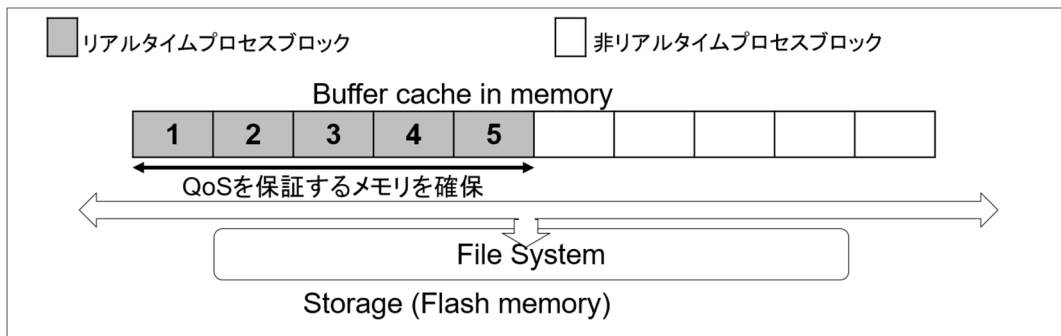 リアルタイムプロセスブロック
非リアルタイムプロセスブロック
Buffer cache in memory
1 2 3 4 5
QoSを保証するメモリを確保
File System
Storage (Flash memory)